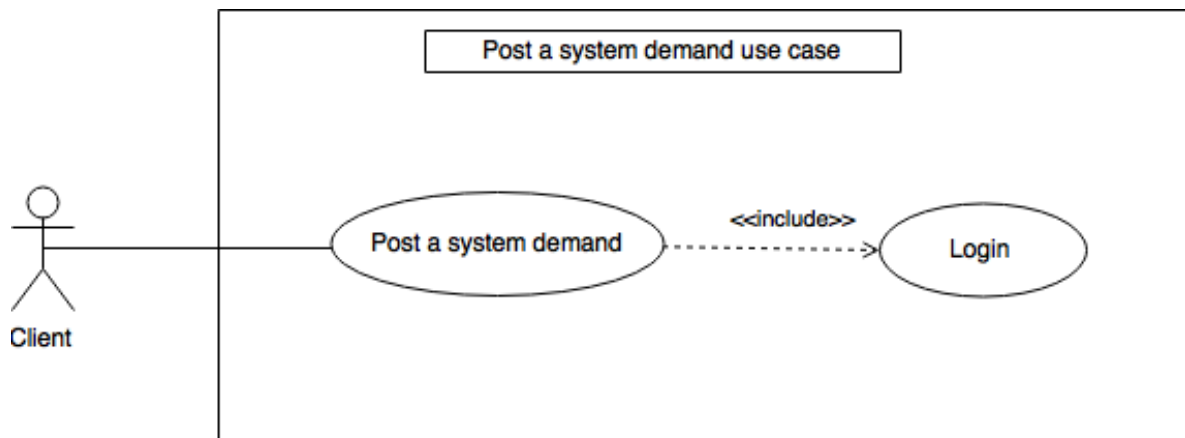 Post a system demand use case
<<include>>
Post a system demand
Login
Client